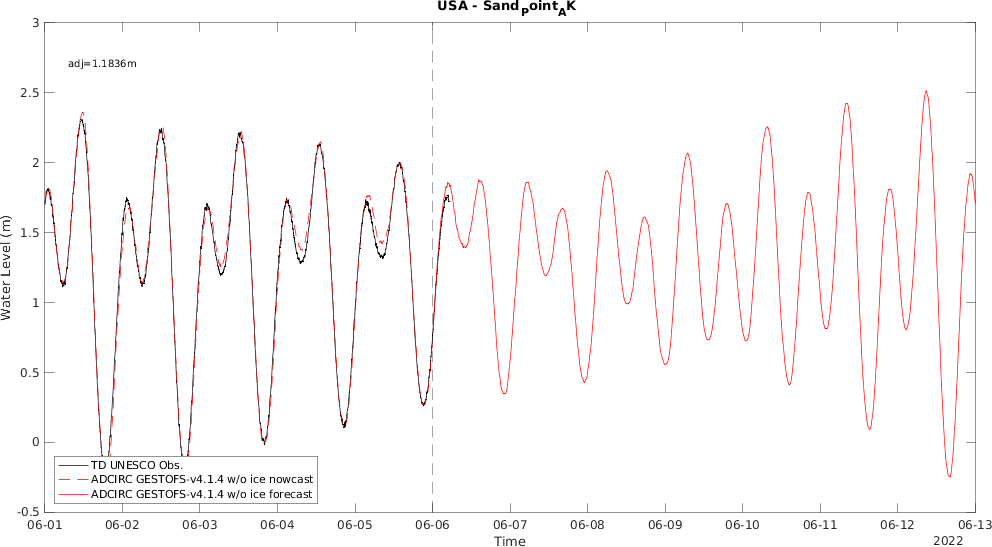 USA - Sand_Point_AK
adj=1.1836m
3
2.5
2
1.5
1
0.5
0
-0.5
Water Level (m)
TD UNESCO Obs.
ADCIRC GESTOFS-v4.1.4 w/o ice nowcast
ADCIRC GESTOFS-v4.1.4 w/o ice forecast
06-01 06-02 06-03 06-04 06-05 06-06 06-07 06-08 06-09 06-10 06-11 06-12 06-13
Time
2022